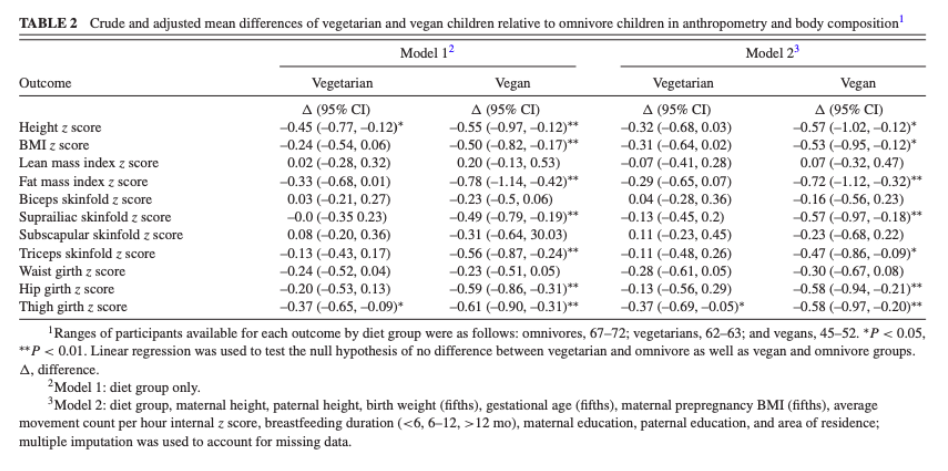 TABLE 2 Crude and adjusted mean differences of vegetarian and vegan children relative to omnivore children in anthropometry and body composition1
Model 12 Model 23
Outcome Vegetarian Vegan Vegetarian Vegan
Δ (95% CI) Δ (95% CI) Δ (95% CI) Δ (95% CI)
Height z score –0.45 (–0.77, –0.12)* –0.55 (–0.97, –0.12)** –0.32 (–0.68, 0.03) –0.57 (–1.02, –0.12)*
BMI z score –0.24 (–0.54, 0.06) –0.50 (–0.82, –0.17)** –0.31 (–0.64, 0.02) –0.53 (–0.95, –0.12)*
Lean mass index z score 0.02 (–0.28, 0.32) 0.20 (–0.13, 0.53) –0.07 (–0.41, 0.28) 0.07 (–0.32, 0.47)
Fat mass index z score –0.33 (–0.68, 0.01) –0.78 (–1.14, –0.42)** –0.29 (–0.65, 0.07) –0.72 (–1.12, –0.32)**
Biceps skinfold z score 0.03 (–0.21, 0.27) –0.23 (–0.5, 0.06) 0.04 (–0.28, 0.36) –0.16 (–0.56, 0.23)
Suprailiac skinfold z score –0.0 (–0.35 0.23) –0.49 (–0.79, –0.19)** –0.13 (–0.45, 0.2) –0.57 (–0.97, –0.18)**
Subscapular skinfold z score 0.08 (–0.20, 0.36) –0.31 (–0.64, 30.03) 0.11 (–0.23, 0.45) –0.23 (–0.68, 0.22)
Triceps skinfold z score –0.13 (–0.43, 0.17) –0.56 (–0.87, –0.24)** –0.11 (–0.48, 0.26) –0.47 (–0.86, –0.09)*
Waist girth z score –0.24 (–0.52, 0.04) –0.23 (–0.51, 0.05) –0.28 (–0.61, 0.05) –0.30 (–0.67, 0.08)
Hip girth z score –0.20 (–0.53, 0.13) –0.59 (–0.86, –0.31)** –0.13 (–0.56, 0.29) –0.58 (–0.94, –0.21)**
Thigh girth z score –0.37 (–0.65, –0.09)* –0.61 (–0.90, –0.31)** –0.37 (–0.69, –0.05)* –0.58 (–0.97, –0.20)**
1Ranges of participants available for each outcome by diet group were as follows: omnivores, 67–72; vegetarians, 62–63; and vegans, 45–52. *P < 0.05,
**P < 0.01. Linear regression was used to test the null hypothesis of no difference between vegetarian and omnivore as well as vegan and omnivore groups.
Δ, difference.
2Model 1: diet group only.
3Model 2: diet group, maternal height, paternal height, birth weight (fifths), gestational age (fifths), maternal prepregnancy BMI (fifths), average
movement count per hour internal z score, breastfeeding duration (<6, 6–12, >12 mo), maternal education, paternal education, and area of residence;
multiple imputation was used to account for missing data.